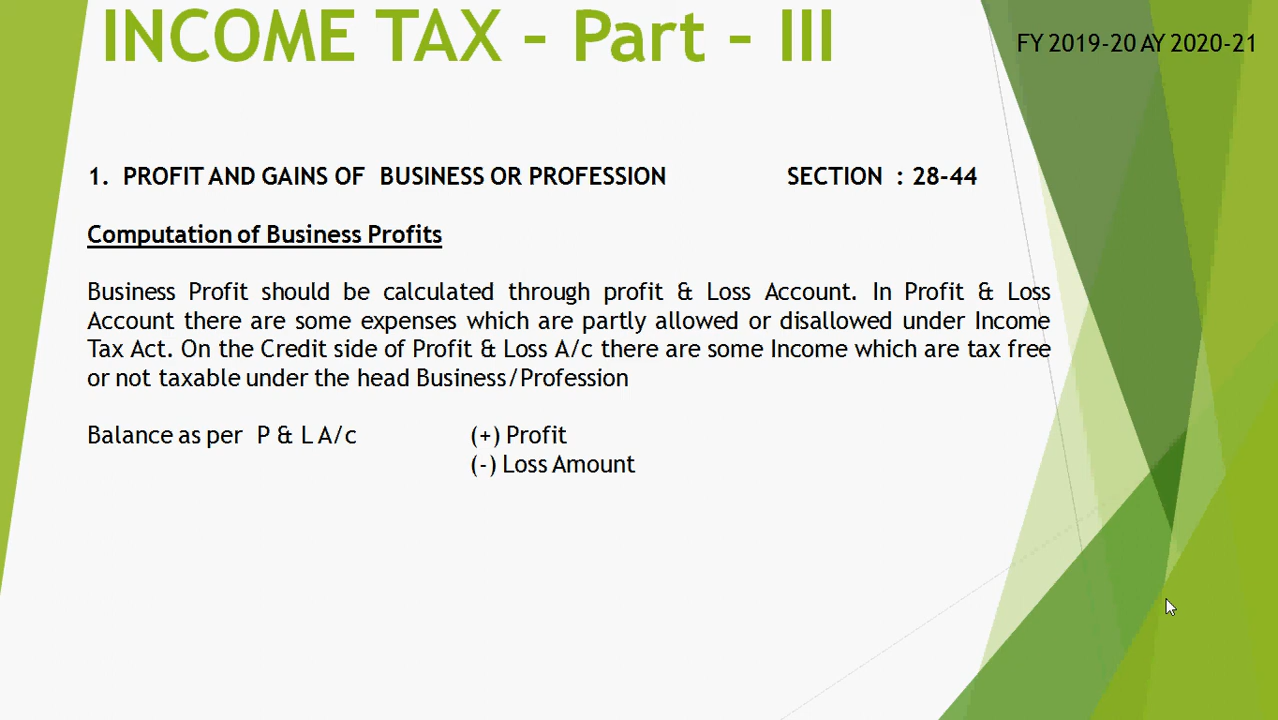 INCOME TAX – Part – III
FY 2019-20 AY 2020-21
1. PROFIT AND GAINS OF BUSINESS OR PROFESSION SECTION : 28-44
Computation of Business Profits
Business Profit should be calculated through profit & Loss Account. In Profit & Loss
Account there are some expenses which are partly allowed or disallowed under Income
Tax Act. On the Credit side of Profit & Loss A/c there are some Income which are tax free
or not taxable under the head Business/Profession
Balance as per P & L A/c (+) Profit
(-) Loss Amount